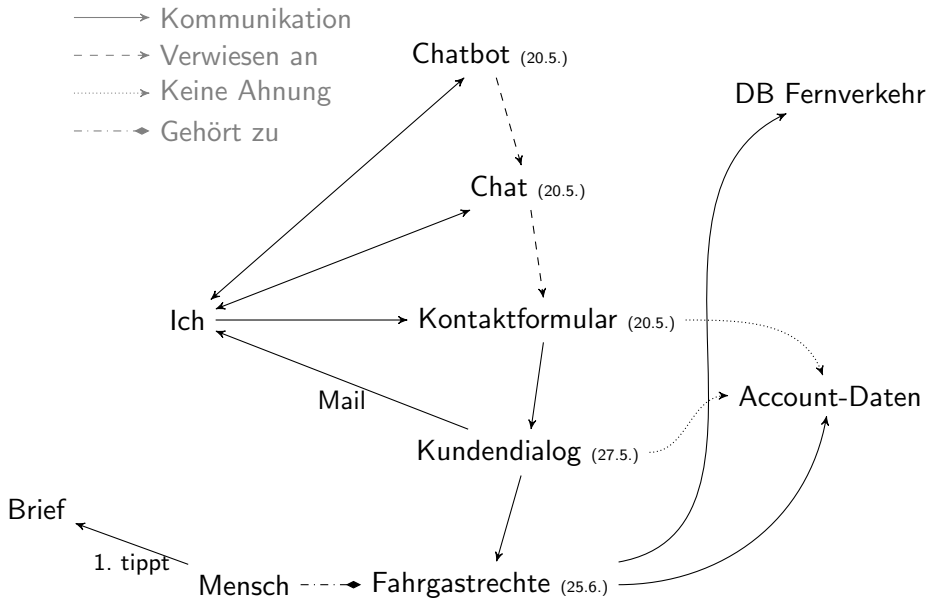 Kommunikation
Verwiesen an
Keine Ahnung
Gehört zu
Chatbot (20.5.)
DB Fernverkehr
Chat (20.5.)
Ich
Kontaktformular (20.5.)
Mail
Account-Daten
Kundendialog (27.5.)
Brief
1. tippt
Mensch
Fahrgastrechte (25.6.)